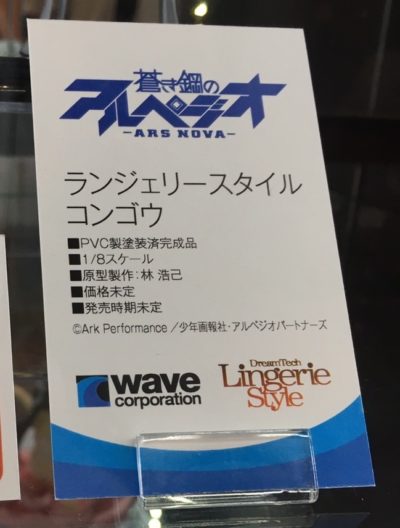 蒼き鋼の
アルペジオ
-ARS NOVA-
ランジェリースタイル
コンゴウ
■PVC製塗装済完成品
■1/8スケール
■原型製作：林 浩己
■価格未定
■発売時期未定
©Ark Performance／少年画報社・アルペジオパートナーズ
wave
corporation
DreamTech
Lingerie
Style